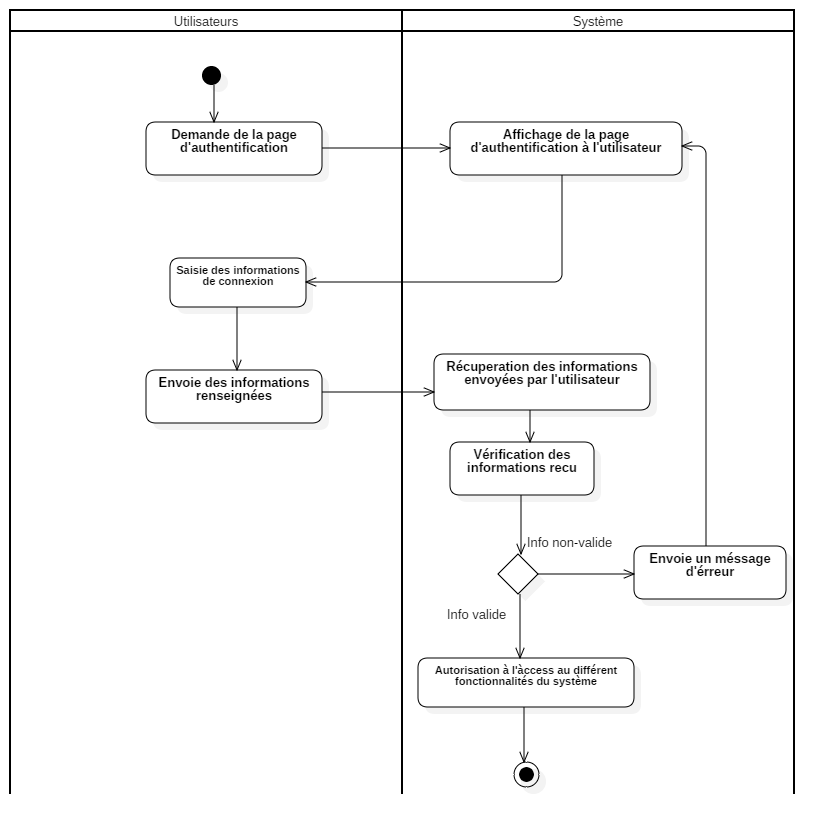 Utilisateurs
Système
Demande de la page
d'authentification
Affichage de la page
d'authentification à l'utilisateur
Saisie des informations
de connexion
Envoie des informations
renseignées
Récuperation des informations
envoyées par l'utilisateur
Vérification des
informations recu
Info non-valide
Envoie un méssage
d'érreur
Info valide
Autorisation à l'àccess au différent
fonctionnalités du système